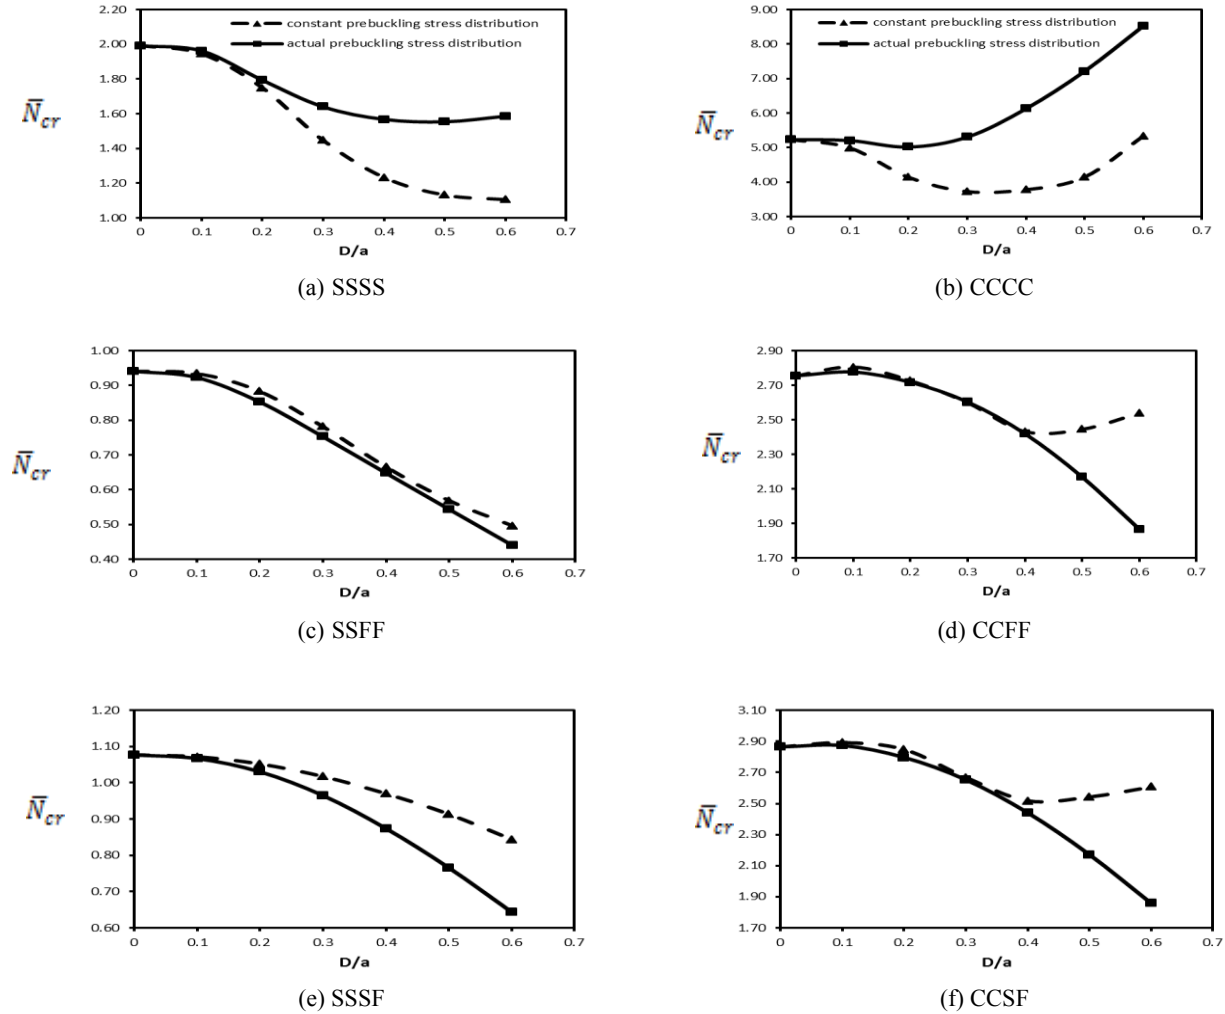 constant prebuckling stress distribution
actual prebuckling stress distribution
2.00
1.80
1.60
1.40
1.20
1.00
N̅cr
0 0.1 0.2 0.3 0.4 0.5 0.6 0.7
D/a
(a) SSSS
9.00
8.00
7.00
6.00
5.00
4.00
3.00
constant prebuckling stress distribution
actual prebuckling stress distribution
N̅cr
0 0.1 0.2 0.3 0.4 0.5 0.6 0.7
D/a
(b) CCCC
1.00
0.90
0.80
0.70
0.60
0.50
0.40
N̅cr
0 0.1 0.2 0.3 0.4 0.5 0.6 0.7
D/a
(c) SSFF
2.90
2.70
2.50
2.30
2.10
1.90
1.70
N̅cr
0 0.1 0.2 0.3 0.4 0.5 0.6 0.7
D/a
(d) CCFF
1.20
1.10
1.00
0.90
0.80
0.70
0.60
N̅cr
0 0.1 0.2 0.3 0.4 0.5 0.6 0.7
D/a
(e) SSSF
3.10
2.90
2.70
2.50
2.30
2.10
1.90
1.70
N̅cr
0 0.1 0.2 0.3 0.4 0.5 0.6 0.7
D/a
(f) CCSF